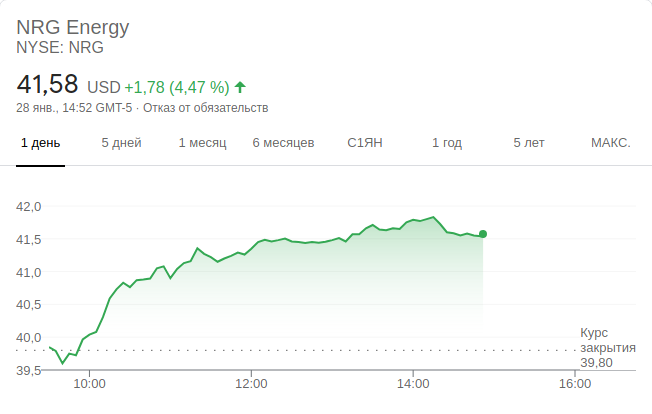 NRG Energy
NYSE: NRG
41,58 USD +1,78 (4,47 %)
28 янв., 14:52 GMT-5 · Отказ от обязательств
1 день 5 дней 1 месяц 6 месяцев С1ЯН 1 год 5 лет МАКС.
42,0
41,5
41,0
40,5
40,0
39,5
Курс
закрытия
39,80
10:00 12:00 14:00 16:00